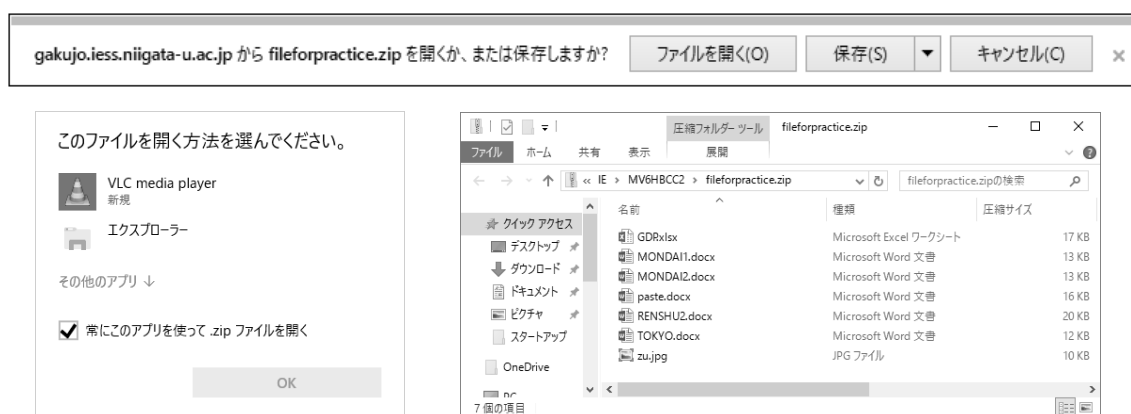 gakujo.iess.niigata-u.ac.jp から fileforpractice.zip を開くか、または保存しますか?
ファイルを開く(O)
保存(S)
キャンセル(C)
このファイルを開く方法を選んでください。
VLC media player
新規
エクスプローラー
その他のアプリ
常にこのアプリを使って .zip ファイルを開く
OK
圧縮フォルダー ツール
fileforpractice.zip
ファイル ホーム 共有 表示 展開
« IE › MV6HBCC2 › fileforpractice.zip
fileforpractice.zipの検索
クイック アクセス
デスクトップ
ダウンロード
ドキュメント
ピクチャ
スタートアップ
OneDrive
名前 種類 圧縮サイズ
GDP.xlsx Microsoft Excel ワークシート 17 KB
MONDAI1.docx Microsoft Word 文書 13 KB
MONDAI2.docx Microsoft Word 文書 13 KB
paste.docx Microsoft Word 文書 16 KB
RENSHU2.docx Microsoft Word 文書 20 KB
TOKYO.docx Microsoft Word 文書 12 KB
zu.jpg JPG ファイル 10 KB
7 個の項目